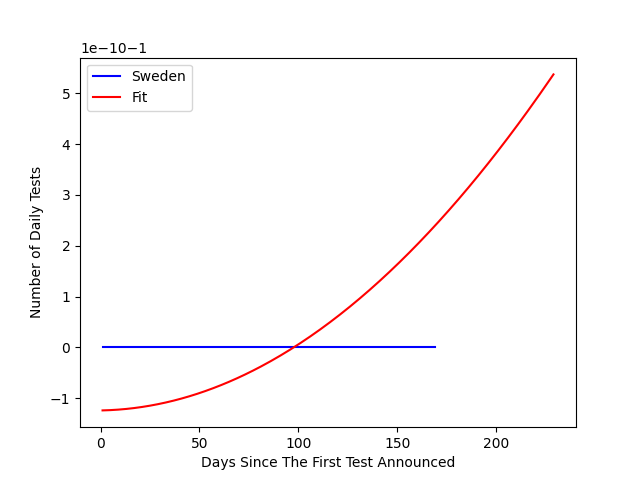 1e−10−1
Sweden
Fit
5
4
3
2
1
0
−1
Number of Daily Tests
0 50 100 150 200
Days Since The First Test Announced